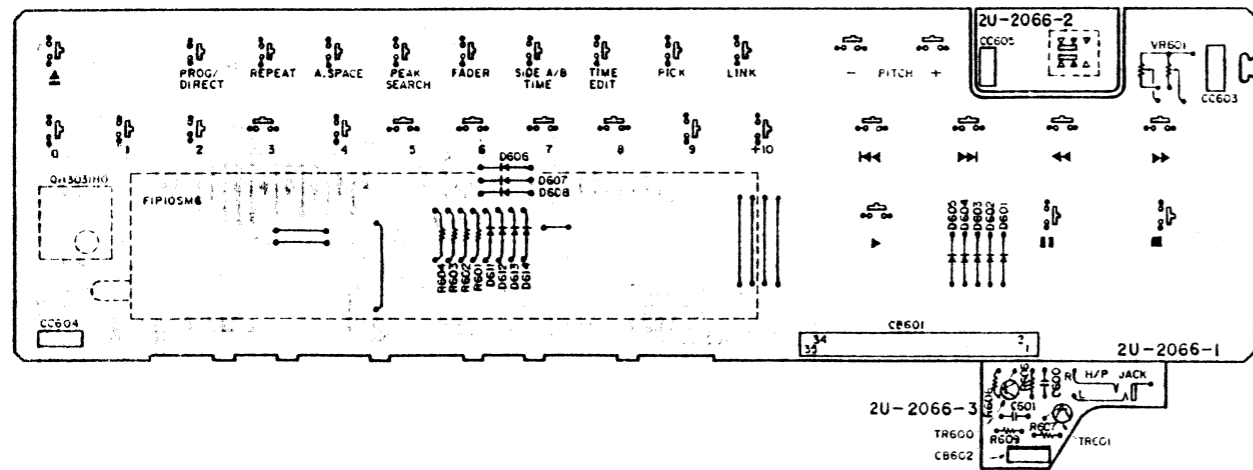 2U-2066-2
CC605
VR601
CC603
PROG/
DIRECT
REPEAT
A.SPACE
PEAK
SEARCH
FADER
SIDE A/B
TIME
TIME
EDIT
PICK
LINK
- PITCH +
0
1
2
3
4
5
6
7
8
9
+10
D606
D607
D608
FIP10SM6
R604
R603
R602
R601
D611
D612
D613
D614
D605
D604
D603
D602
D601
CC604
CB601
34
35
2
1
2U-2066-1
H/P JACK
R
L
R606
C600
2U-2066-3
C601
R607
TR600
R609
TR601
CB602